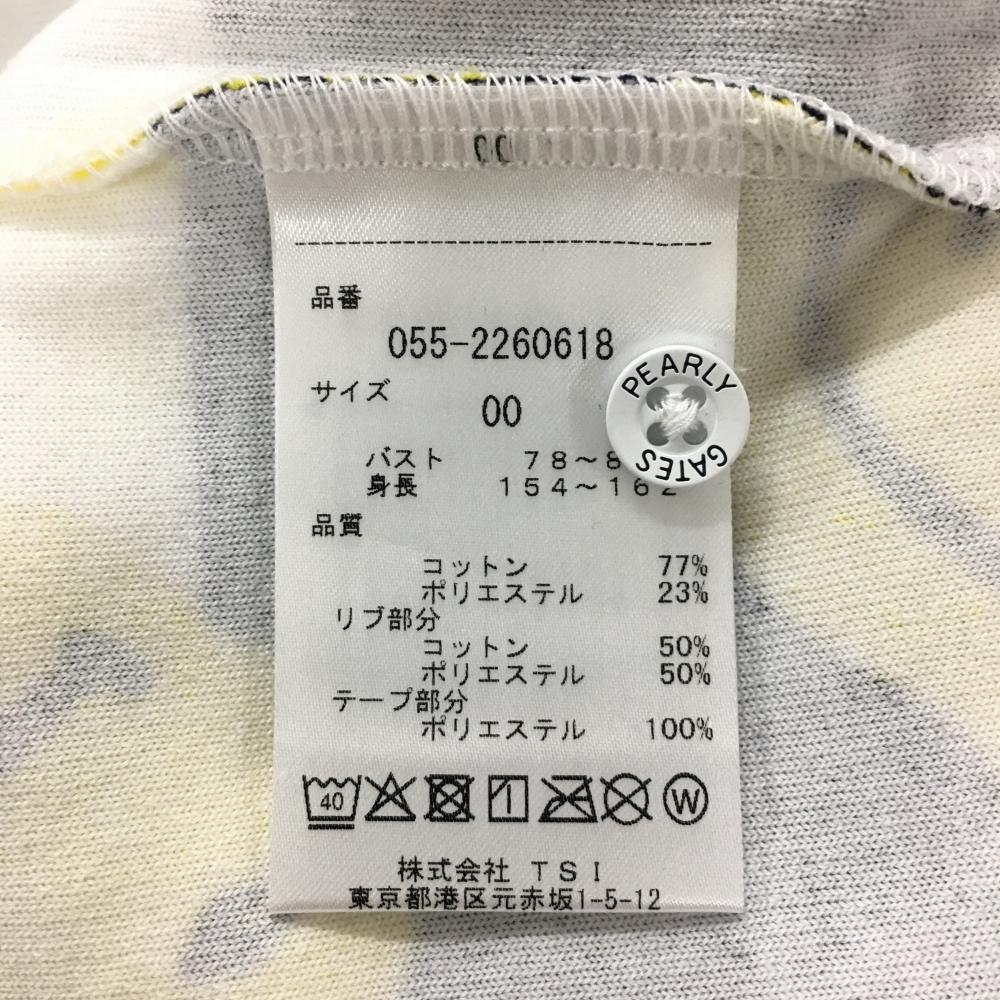 00
品番
055-2260618
サイズ
00
PEARLY
GATES
バスト 78～8
身長 154～162
品質
コットン 77%
ポリエステル 23%
リブ部分
コットン 50%
ポリエステル 50%
テープ部分
ポリエステル 100%
40
W
株式会社 TSI
東京都港区元赤坂1-5-12